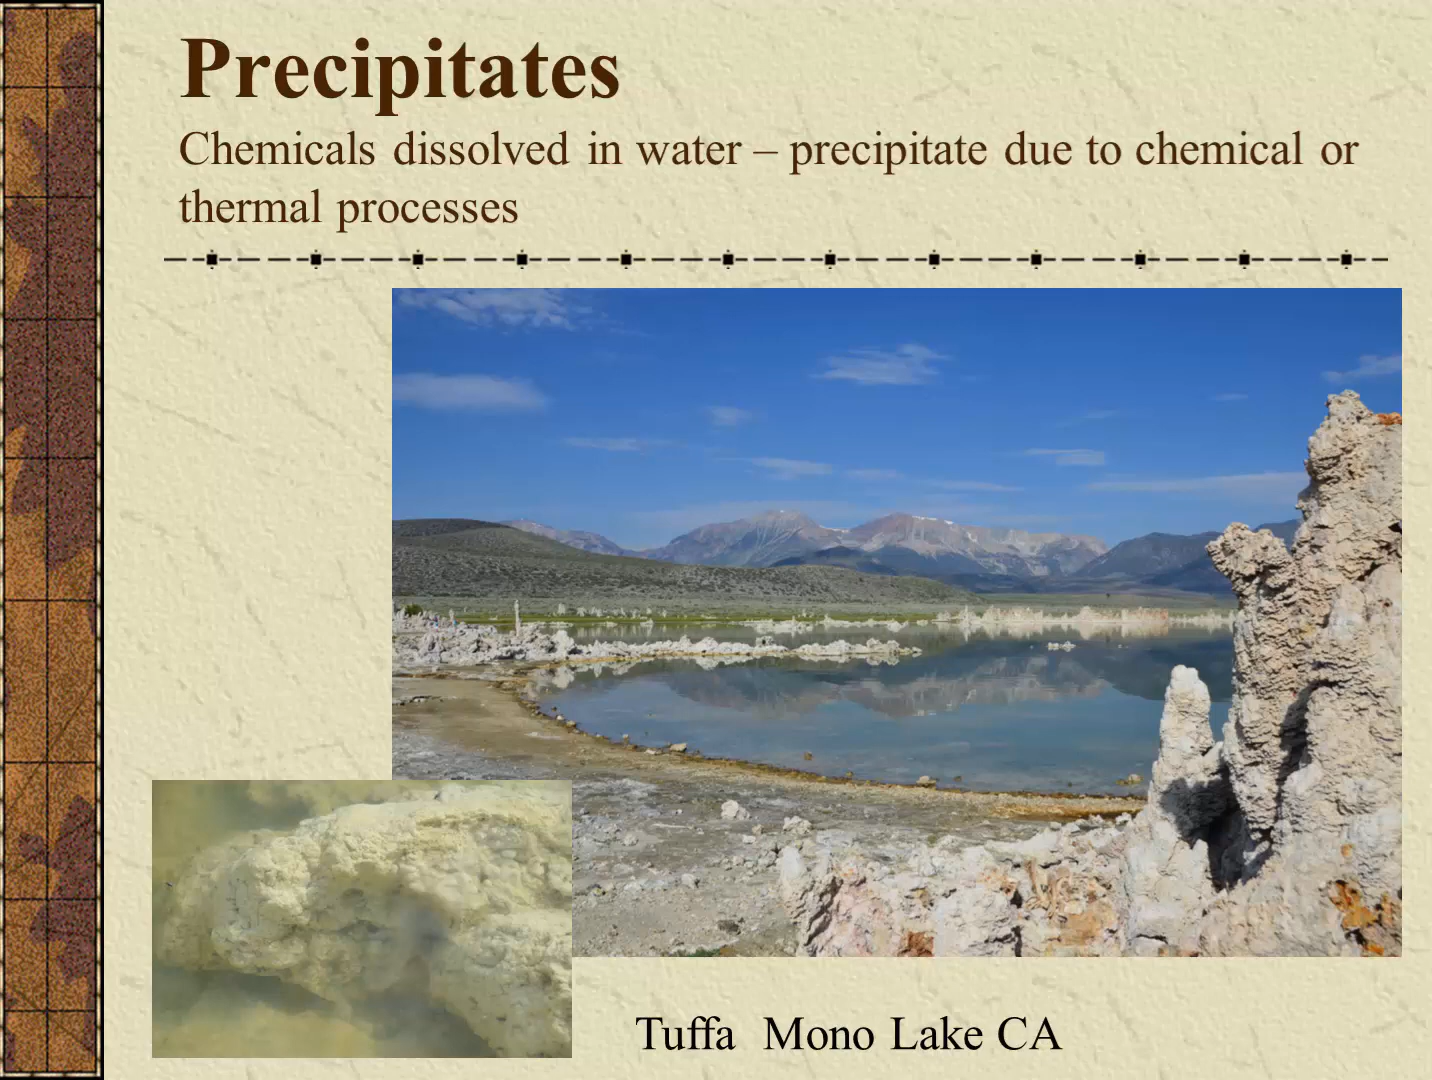 Precipitates
Chemicals dissolved in water – precipitate due to chemical or
thermal processes
Tuffa Mono Lake CA